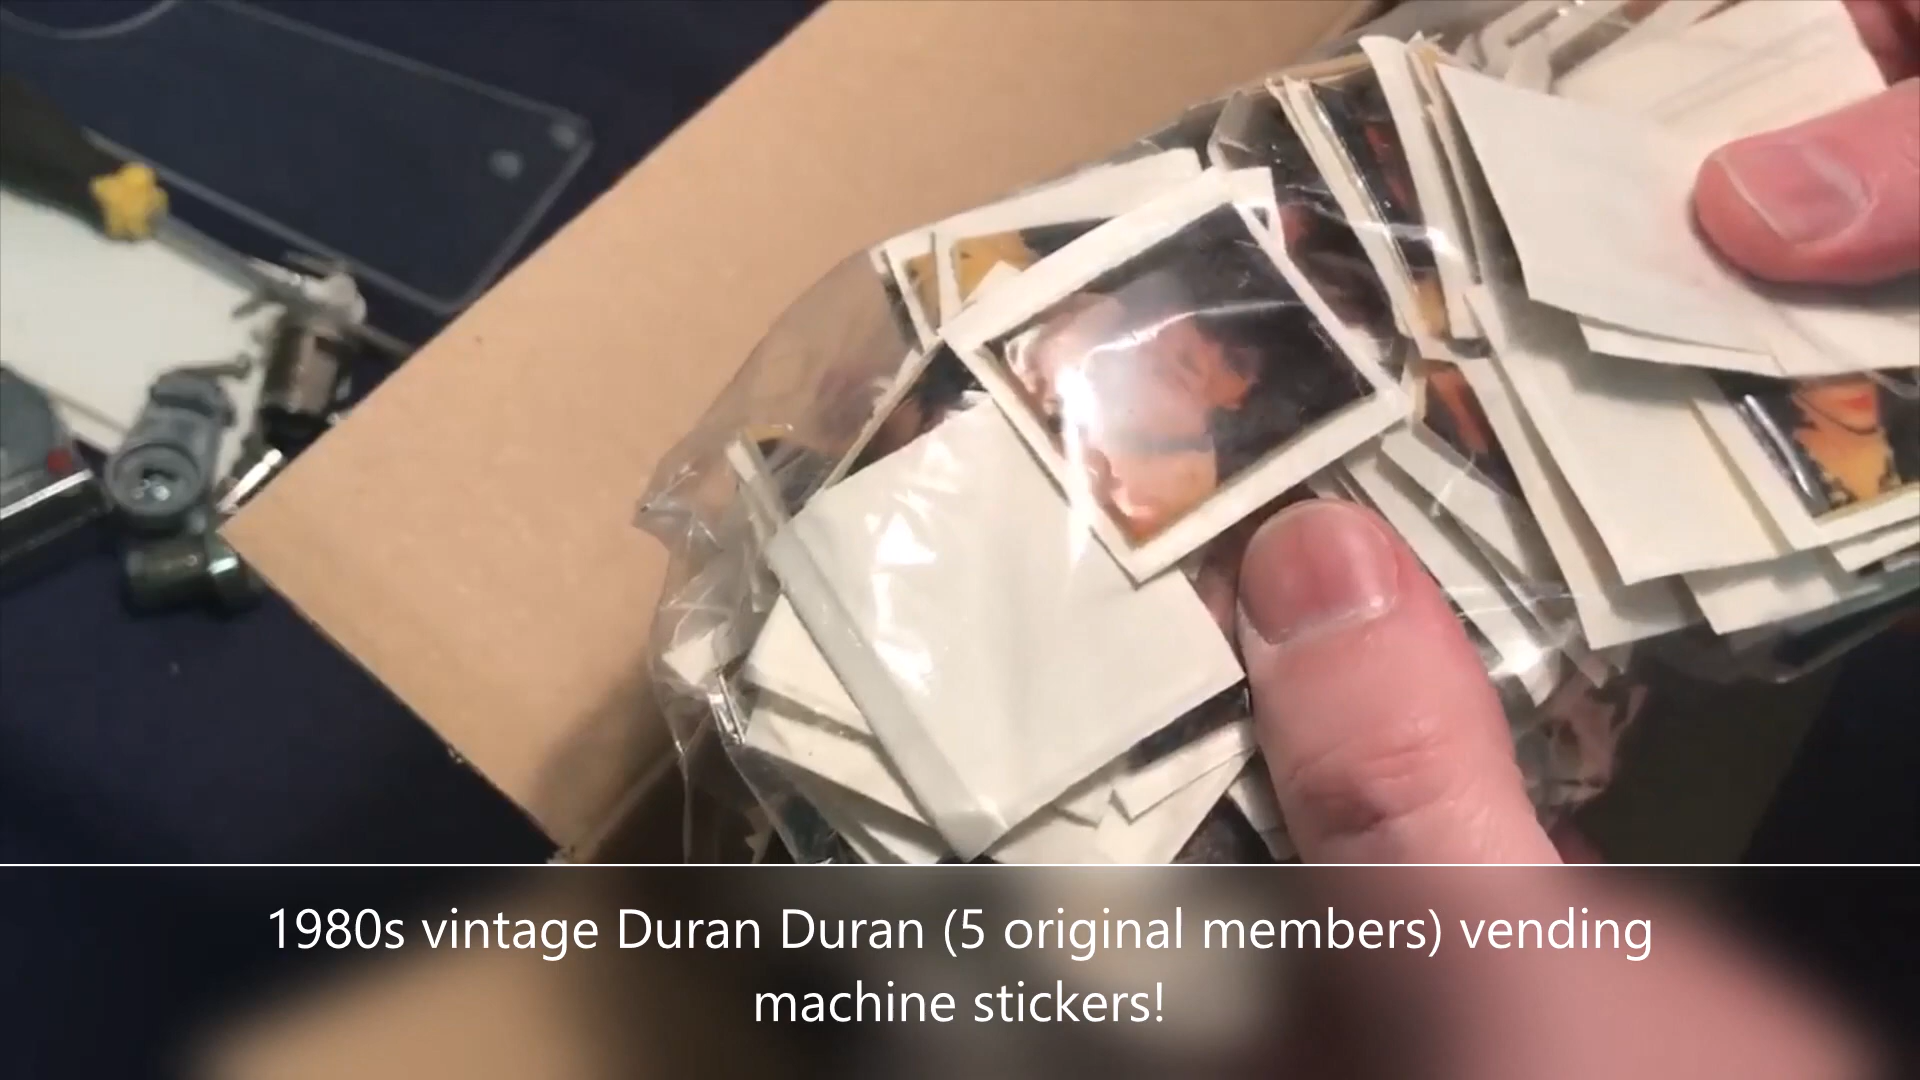 1980s vintage Duran Duran (5 original members) vending
machine stickers!